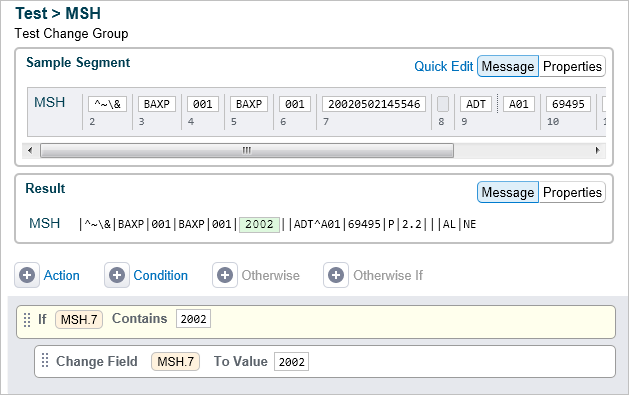 Test > MSH
Test Change Group
Sample Segment Quick Edit Message Properties
MSH ^~\& BAXP 001 BAXP 001 20020502145546 ADT A01 69495
2 3 4 5 6 7 8 9 10
Result Message Properties
MSH |^~\&|BAXP|001|BAXP|001| 2002 ||ADT^A01|69495|P|2.2|||AL|NE
Action Condition Otherwise Otherwise If
If MSH.7 Contains 2002
Change Field MSH.7 To Value 2002